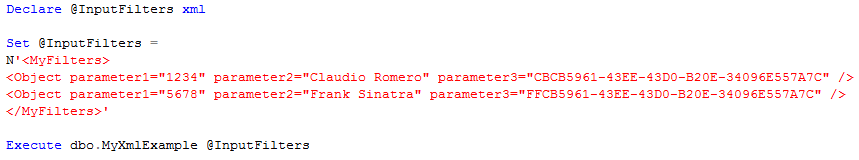 Declare @InputFilters xml
Set @InputFilters =
N'<MyFilters>
<Object parameter1="1234" parameter2="Claudio Romero" parameter3="CBCB5961-43EE-43D0-B20E-34096E557A7C" />
<Object parameter1="5678" parameter2="Frank Sinatra" parameter3="FFCB5961-43EE-43D0-B20E-34096E557A7C" />
</MyFilters>'
Execute dbo.MyXmlExample @InputFilters